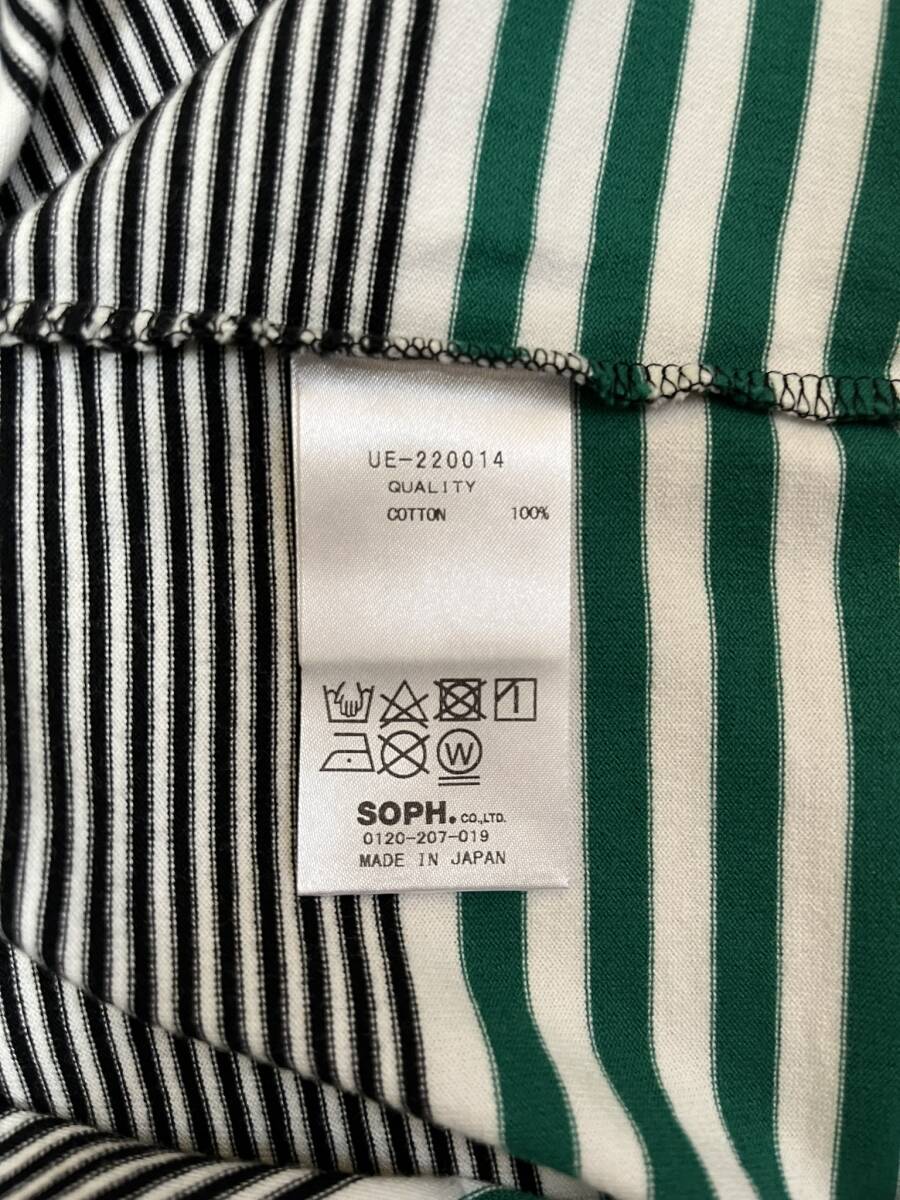 UE-220014
QUALITY
COTTON 100%
W
SOPH. CO.,LTD.
0120-207-019
MADE IN JAPAN